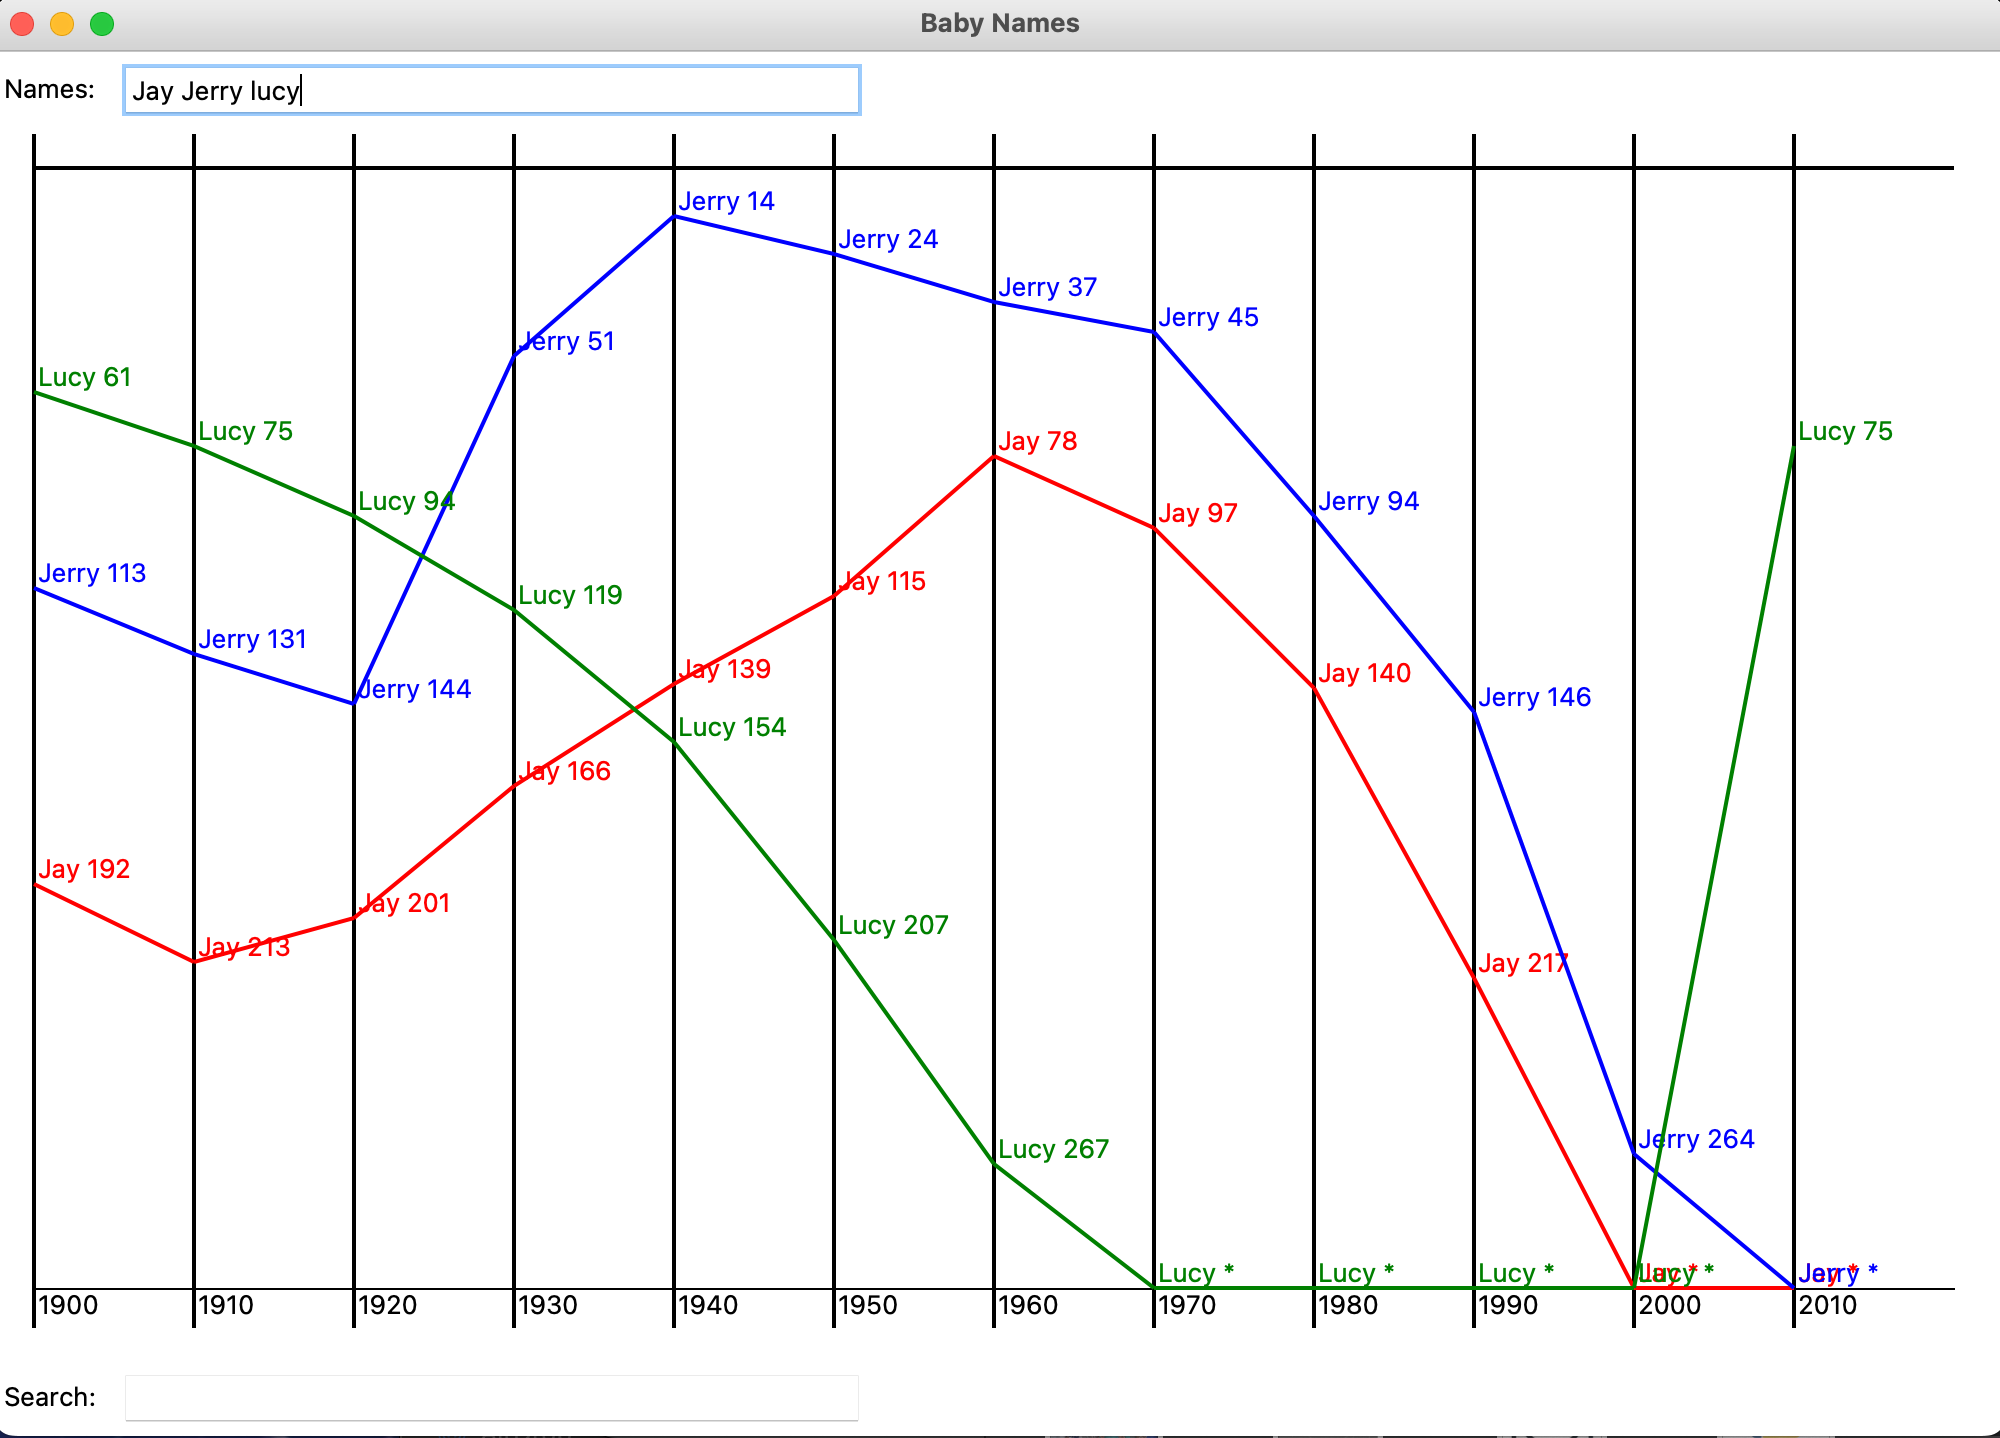 Baby Names
Names: Jay Jerry lucy
Jerry 14
Jerry 24
Jerry 37
Jerry 45
Jerry 51
Lucy 61
Lucy 75
Lucy 75
Jay 78
Lucy 94
Jerry 94
Jay 97
Jerry 113
Jay 115
Lucy 119
Jerry 131
Jay 139
Jay 140
Jerry 144
Jerry 146
Lucy 154
Jay 166
Jay 192
Jay 201
Lucy 207
Jay 213
Jay 217
Jerry 264
Lucy 267
Lucy * Lucy * Lucy * Jay * Lucy * Jay * Jerry *
1900 1910 1920 1930 1940 1950 1960 1970 1980 1990 2000 2010
Search: